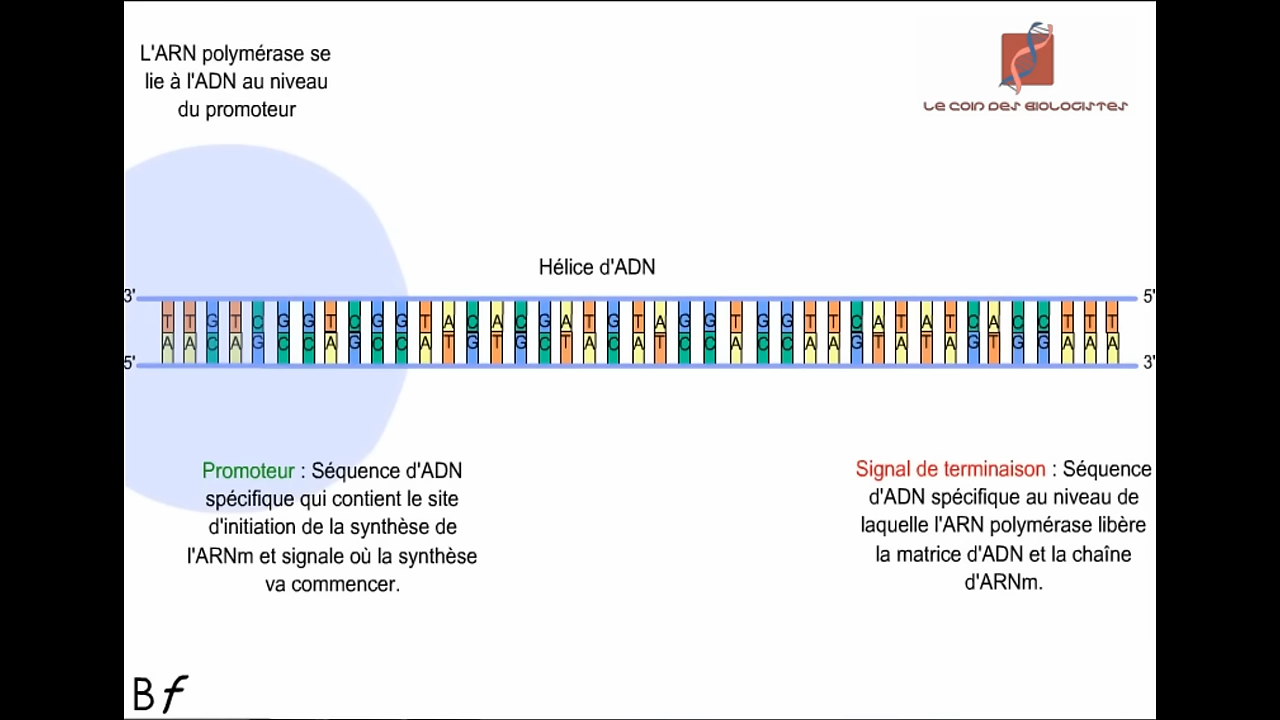 L'ARN polymérase se
lie à l'ADN au niveau
du promoteur
LE COIN DES BIOLOGISTES
Hélice d'ADN
3' 5'
T T G T C G G T C G G T A C A C G A T G T A G G T G G T T C A T A T C A C C T T T
A A C A G C C A G C C A T G T G C T A C A T C C A C C A A G T A T A G T G G A A A
5' 3'
Promoteur : Séquence d'ADN
spécifique qui contient le site
d'initiation de la synthèse de
l'ARNm et signale où la synthèse
va commencer.
Signal de terminaison : Séquence
d'ADN spécifique au niveau de
laquelle l'ARN polymérase libère
la matrice d'ADN et la chaîne
d'ARNm.
Bf